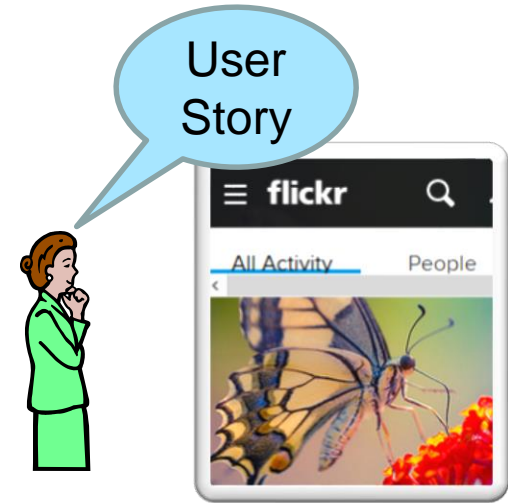 User
Story
☰ flickr
All Activity People
<